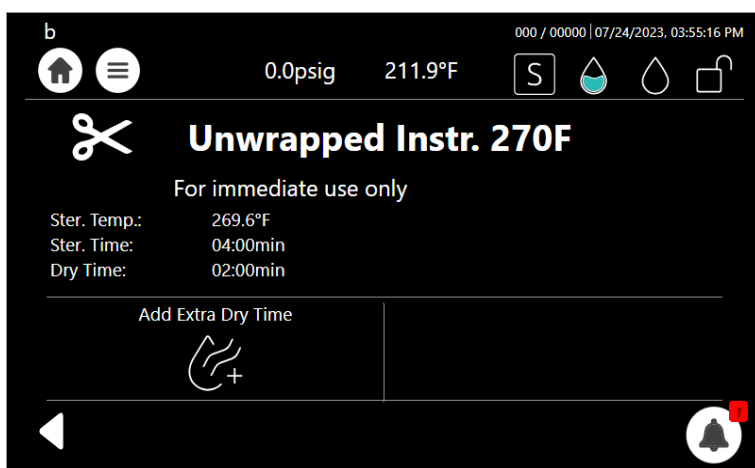 b
000 / 00000 | 07/24/2023, 03:55:16 PM
0.0psig 211.9°F S
Unwrapped Instr. 270F
For immediate use only
Ster. Temp.: 269.6°F
Ster. Time: 04:00min
Dry Time: 02:00min
Add Extra Dry Time
1